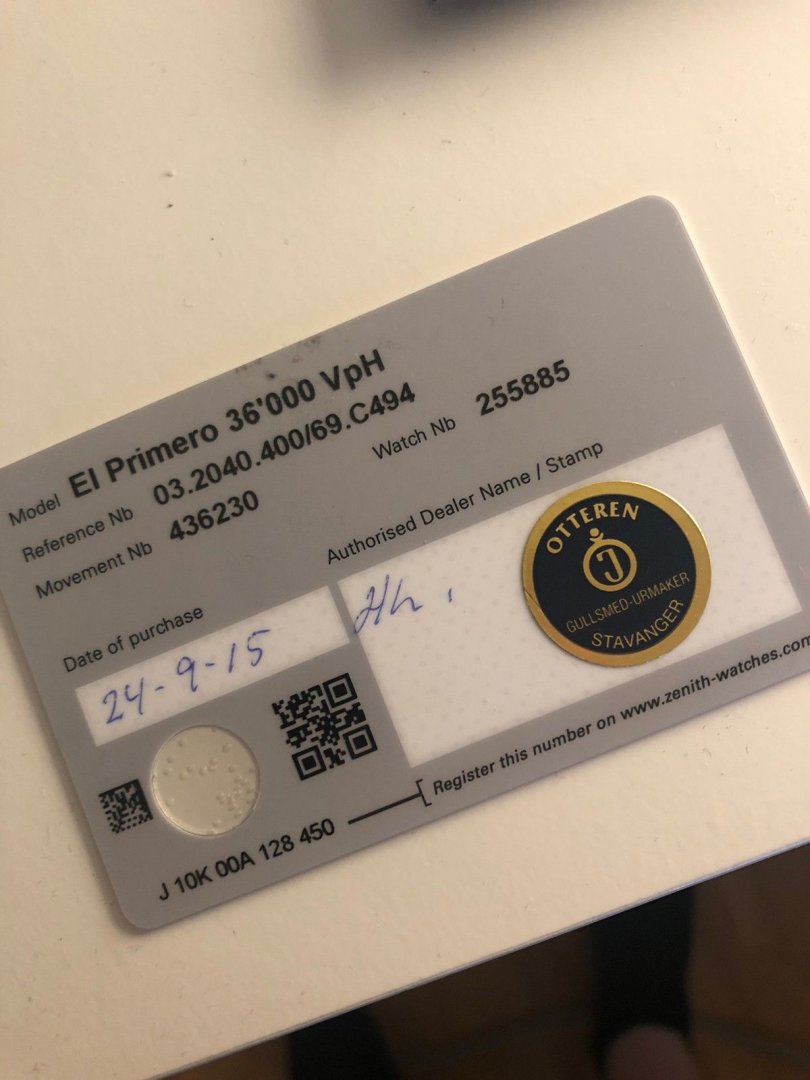 Model El Primero 36'000 VpH
Reference Nb 03.2040.400/69.C494
Movement Nb 436230
Watch Nb 255885
Authorised Dealer Name / Stamp
OTTEREN
J
GULLSMED-URMAKER
STAVANGER
Date of purchase
24-9-15
J 10K 00A 128 450
Register this number on www.zenith-watches.com